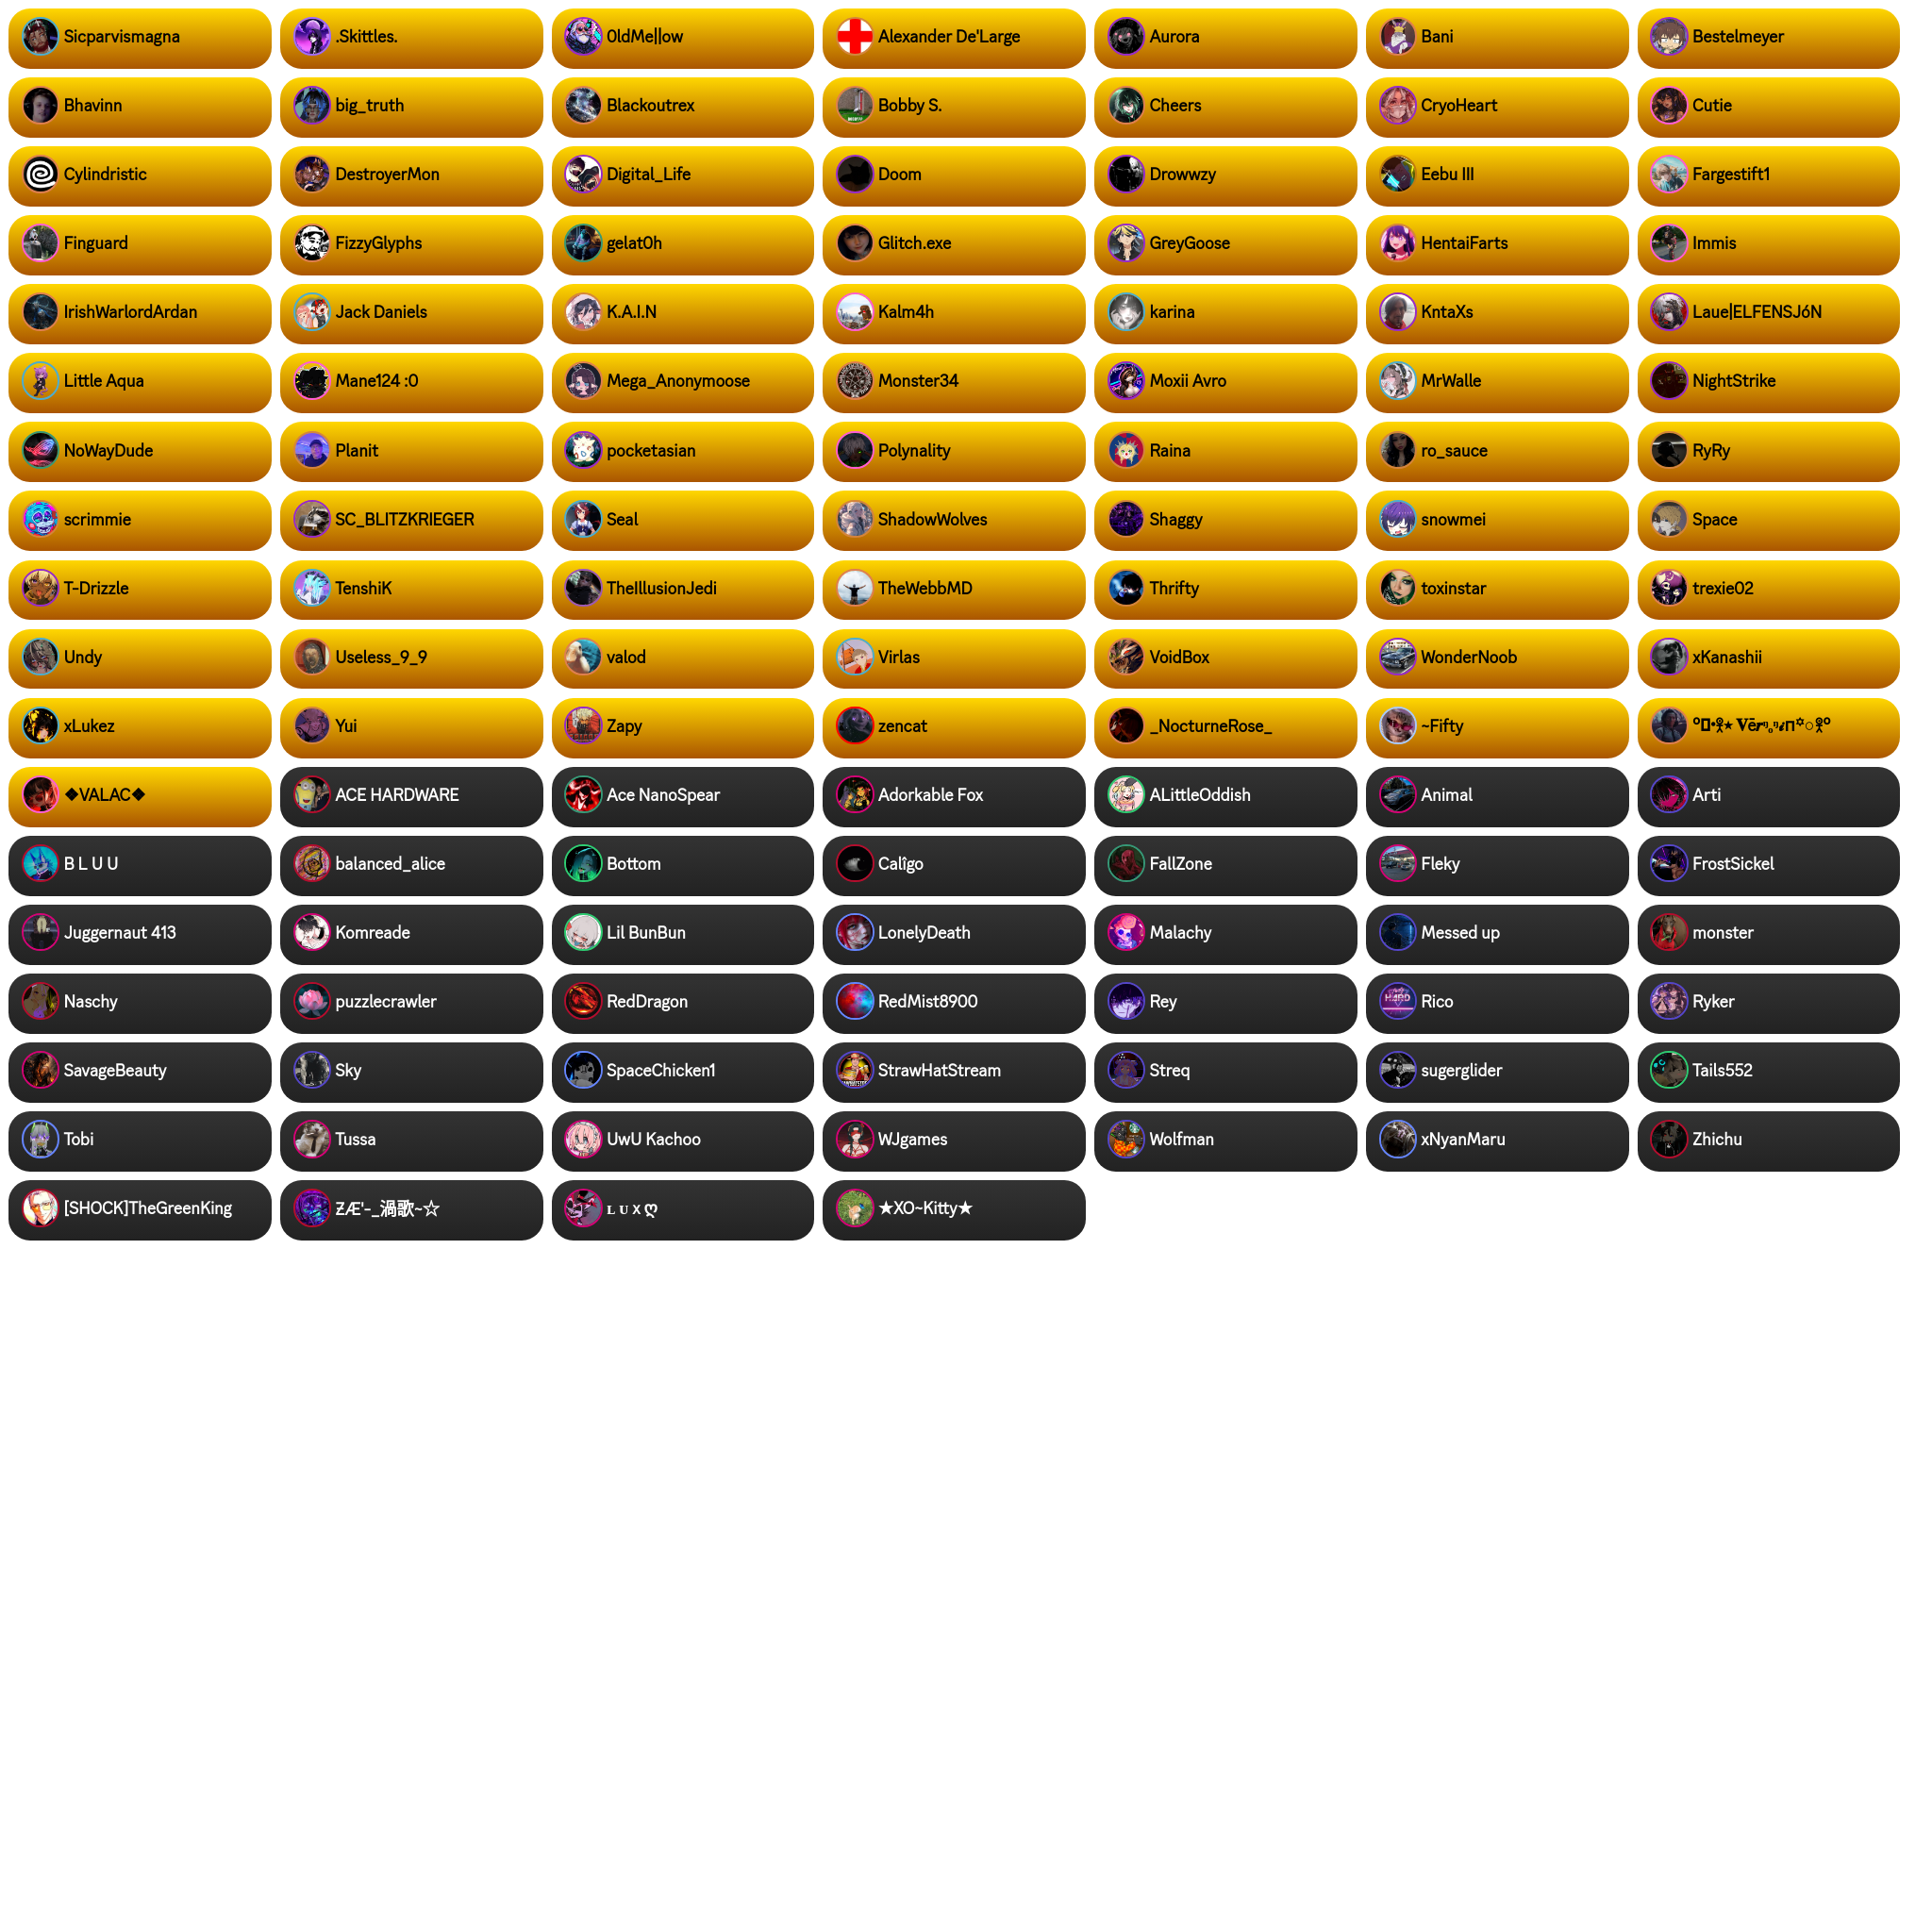 Sicparvismagna
.Skittles.
0ldMe||ow
Alexander De'Large
Aurora
Bani
Bestelmeyer
Bhavinn
big_truth
Blackoutrex
Bobby S.
Cheers
CryoHeart
Cutie
Cylindristic
DestroyerMon
Digital_Life
Doom
Drowwzy
Eebu III
Fargestift1
Finguard
FizzyGlyphs
gelat0h
Glitch.exe
GreyGoose
HentaiFarts
Immis
IrishWarlordArdan
Jack Daniels
K.A.I.N
Kalm4h
karina
KntaXs
Laue|ELFENSJóN
Little Aqua
Mane124 :0
Mega_Anonymoose
Monster34
Moxii Avro
MrWalle
NightStrike
NoWayDude
Planit
pocketasian
Polynality
Raina
ro_sauce
RyRy
scrimmie
SC_BLITZKRIEGER
Seal
ShadowWolves
Shaggy
snowmei
Space
T-Drizzle
TenshiK
TheIllusionJedi
TheWebbMD
Thrifty
toxinstar
trexie02
Undy
Useless_9_9
valod
Virlas
VoidBox
WonderNoob
xKanashii
xLukez
Yui
Zapy
zencat
_NocturneRose_
~Fifty
◆VALAC◆
ACE HARDWARE
Ace NanoSpear
Adorkable Fox
ALittleOddish
Animal
Arti
B L U U
balanced_alice
Bottom
Calîgo
FallZone
Fleky
FrostSickel
Juggernaut 413
Komreade
Lil BunBun
LonelyDeath
Malachy
Messed up
monster
Naschy
puzzlecrawler
RedDragon
RedMist8900
Rey
Rico
Ryker
SavageBeauty
Sky
SpaceChicken1
StrawHatStream
Streq
sugerglider
Tails552
Tobi
Tussa
UwU Kachoo
WJgames
Wolfman
xNyanMaru
Zhichu
[SHOCK]TheGreenKing
ƵÆ'-_渦歌~☆
ʟ ᴜ x ღ
★XO~Kitty★